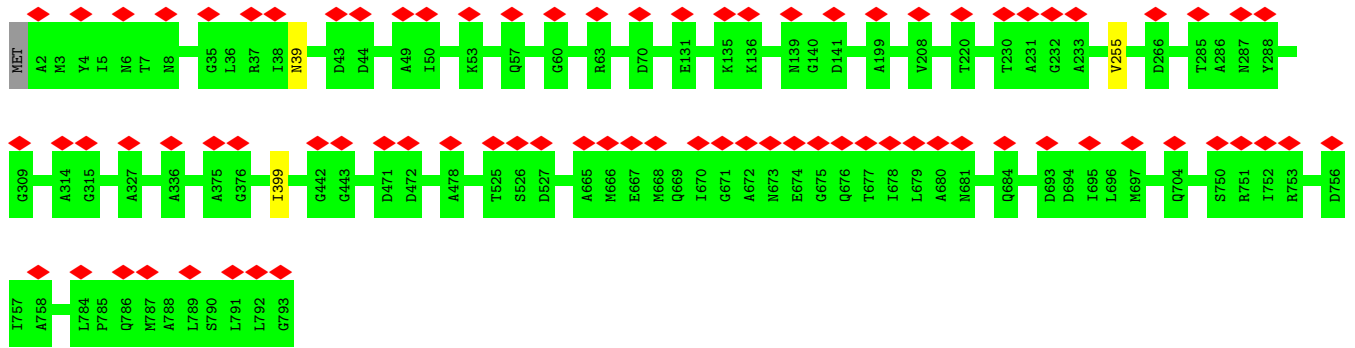 MET A2 M3 Y4 I5 N6 T7 N8 G35 L36 R37 I38 N39 D43 D44 A49 I50 K53 Q57 G60 R63 D70 E131 K135 K136 N139 G140 D141 A199 V208 T220 T230 A231 G232 A233 V255 D266 T285 A286 N287 Y288
G309 A314 G315 A327 A336 A375 G376 I399 G442 G443 D471 D472 A478 T525 S526 D527 A665 M666 E667 M668 Q669 I670 G671 A672 N673 E674 G675 Q676 T677 I678 L679 A680 N681 Q684 D693 D694 I695 L696 M697 Q704 S750 R751 I752 R753 D756
I757 A758 L784 P785 Q786 M787 A788 L789 S790 L791 L792 G793